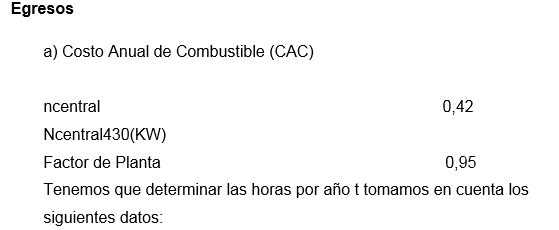 Egresos
a) Costo Anual de Combustible (CAC)
ncentral 0,42
Ncentral430(KW)
Factor de Planta 0,95
Tenemos que determinar las horas por año t tomamos en cuenta los
siguientes datos: